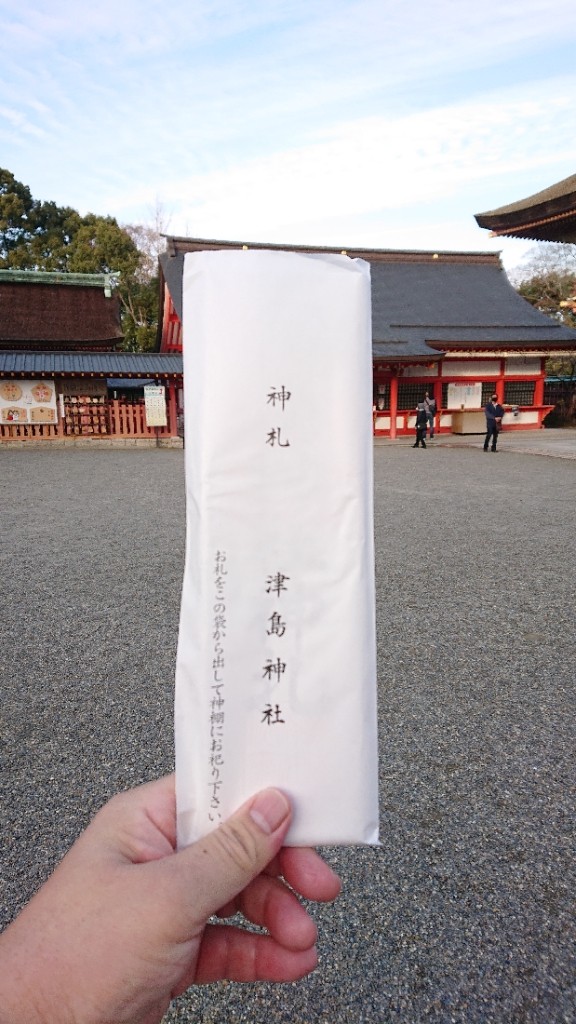 神札
津島神社
お札をこの袋から出して神棚にお祀り下さい。